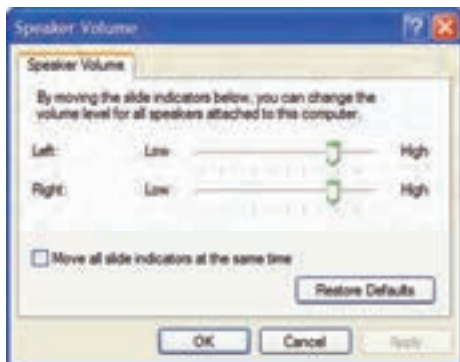 Speaker Volume
Speaker Volume
By moving the slide indicators below, you can change the
volume level for all speakers attached to this computer.
Left: Low High
Right: Low High
Move all slide indicators at the same time
Restore Defaults
OK Cancel Apply